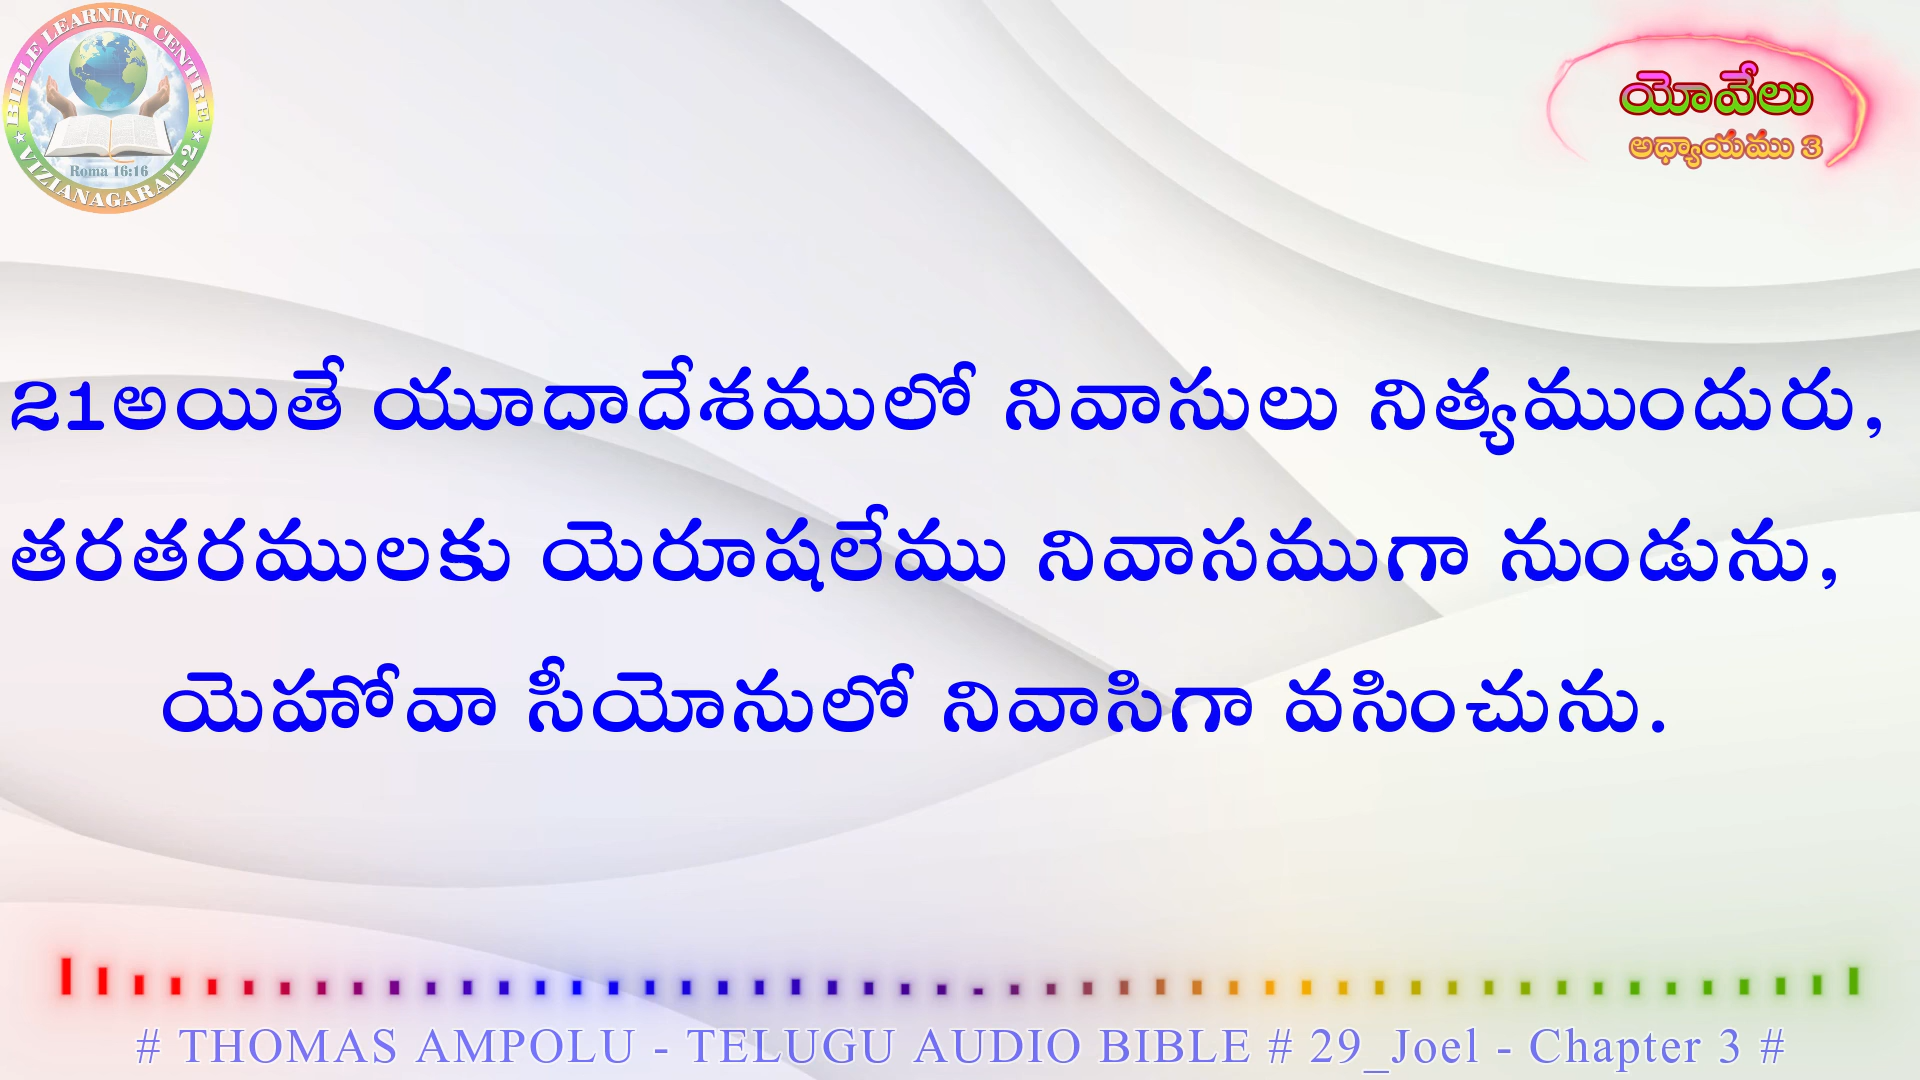 BIBLE LEARNING CENTRE
Roma 16:16
★ VIZIANAGARAM-2 ★
యోవేలు
అధ్యాయము 3
21అయితే యూదాదేశములో నివాసులు నిత్యముందురు,
తరతరములకు యెరూషలేము నివాసముగా నుండును,
యెహోవా సీయోనులో నివాసిగా వసించును.
# THOMAS AMPOLU - TELUGU AUDIO BIBLE # 29_Joel - Chapter 3 #